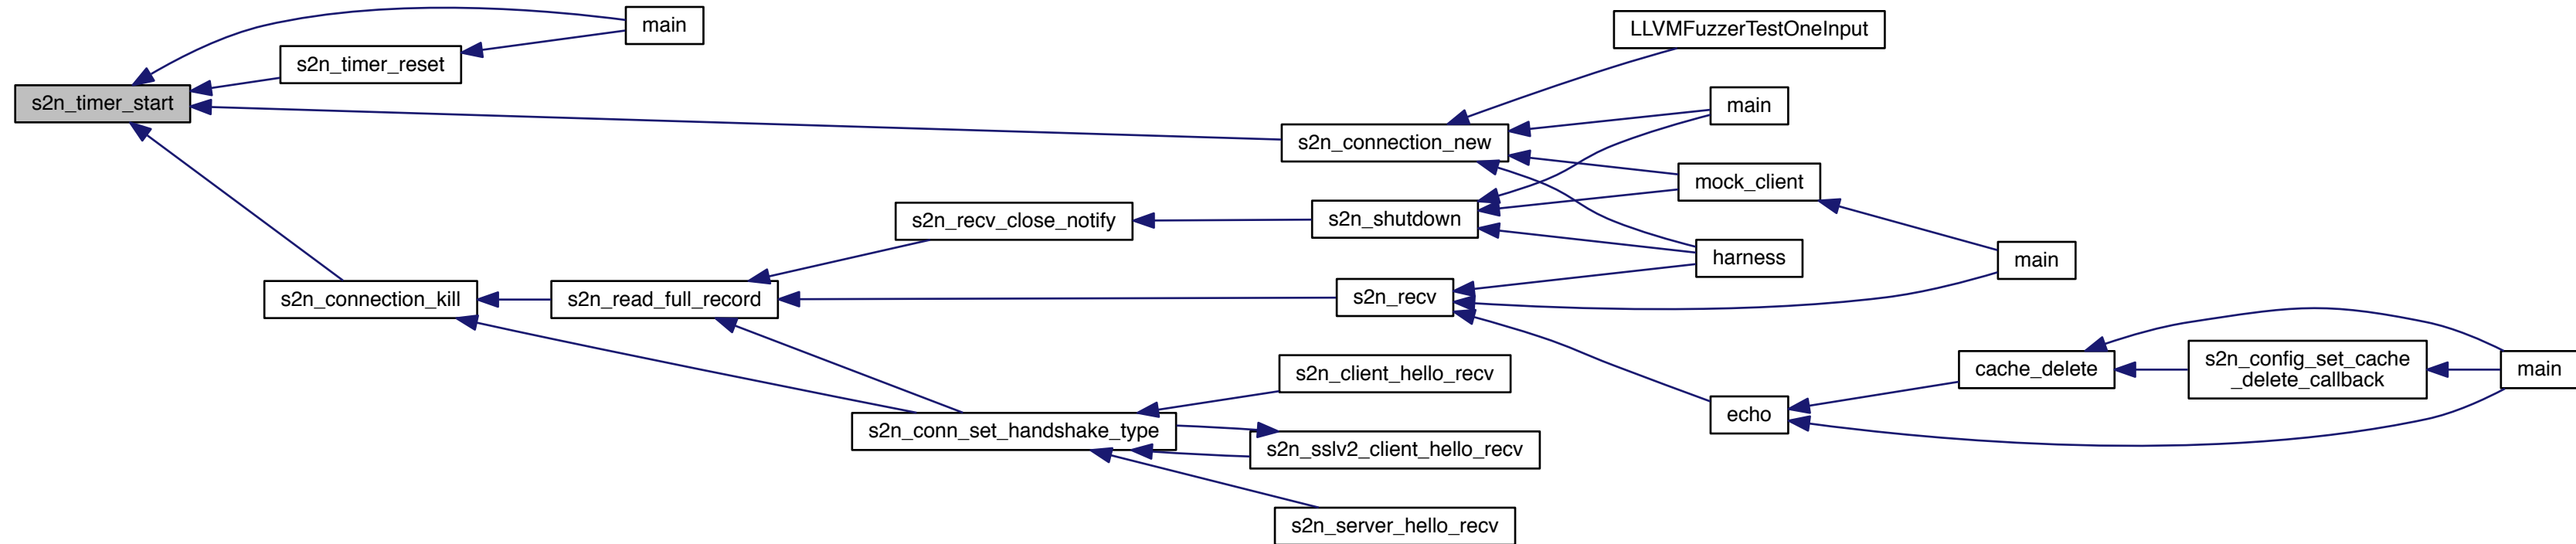 main
LLVMFuzzerTestOneInput
s2n_timer_reset
s2n_timer_start
main
s2n_connection_new
mock_client
s2n_recv_close_notify
s2n_shutdown
harness
main
s2n_connection_kill
s2n_read_full_record
s2n_recv
s2n_client_hello_recv
cache_delete
s2n_config_set_cache
_delete_callback
main
echo
s2n_conn_set_handshake_type
s2n_sslv2_client_hello_recv
s2n_server_hello_recv